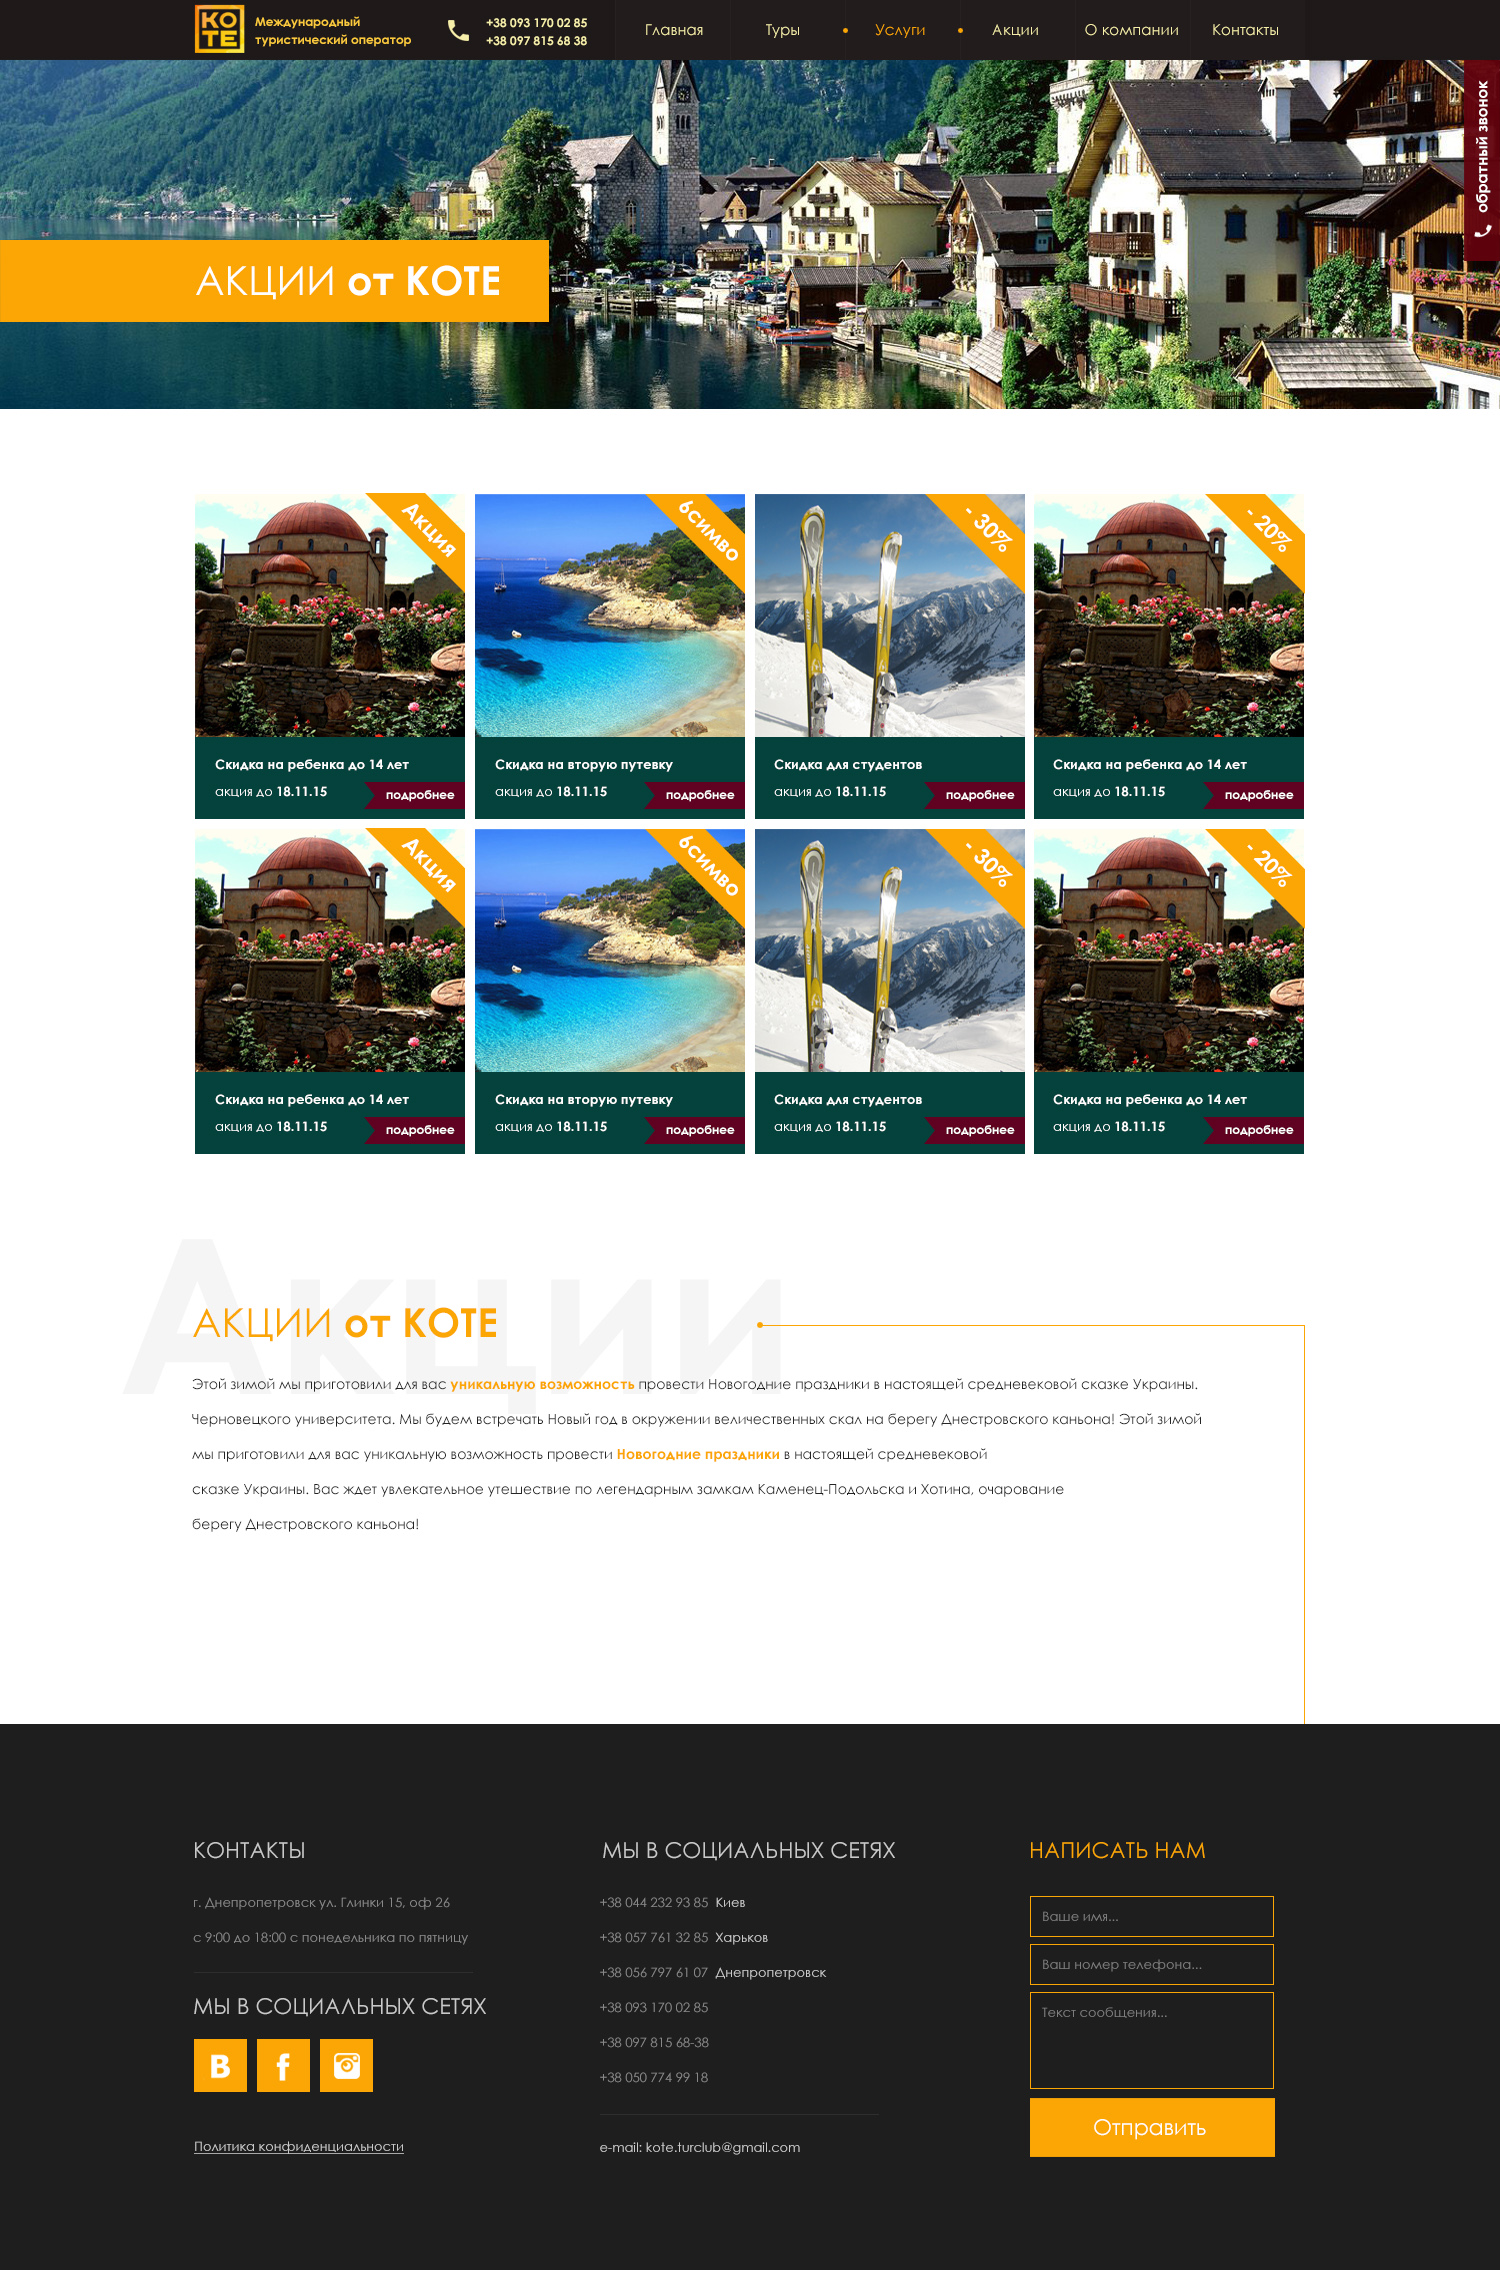 КОТЕ
Международный
туристический оператор
+38 093 170 02 85
+38 097 815 68 38
Главная
Туры
Услуги
Акции
О компании
Контакты
обратный звонок
АКЦИИ от КОТЕ
Акция
6симво
- 30%
- 20%
Скидка на ребенка до 14 лет
акция до 18.11.15
подробнее
Скидка на вторую путевку
акция до 18.11.15
подробнее
Скидка для студентов
акция до 18.11.15
подробнее
Скидка на ребенка до 14 лет
акция до 18.11.15
подробнее
Акция
6симво
- 30%
- 20%
Скидка на ребенка до 14 лет
акция до 18.11.15
подробнее
Скидка на вторую путевку
акция до 18.11.15
подробнее
Скидка для студентов
акция до 18.11.15
подробнее
Скидка на ребенка до 14 лет
акция до 18.11.15
подробнее
Акции
АКЦИИ от КОТЕ
Этой зимой мы приготовили для вас уникальную возможность провести Новогодние праздники в настоящей средневековой сказке Украины.
Черновецкого университета. Мы будем встречать Новый год в окружении величественных скал на берегу Днестровского каньона! Этой зимой
мы приготовили для вас уникальную возможность провести Новогодние праздники в настоящей средневековой
сказке Украины. Вас ждет увлекательное утешествие по легендарным замкам Каменец-Подольска и Хотина, очарование
берегу Днестровского каньона!
КОНТАКТЫ
г. Днепропетровск ул. Глинки 15, оф 26
с 9:00 до 18:00 с понедельника по пятницу
МЫ В СОЦИАЛЬНЫХ СЕТЯХ
В f
Политика конфиденциальности
МЫ В СОЦИАЛЬНЫХ СЕТЯХ
+38 044 232 93 85 Киев
+38 057 761 32 85 Харьков
+38 056 797 61 07 Днепропетровск
+38 093 170 02 85
+38 097 815 68-38
+38 050 774 99 18
e-mail: kote.turclub@gmail.com
НАПИСАТЬ НАМ
Ваше имя...
Ваш номер телефона...
Текст сообщения...
Отправить